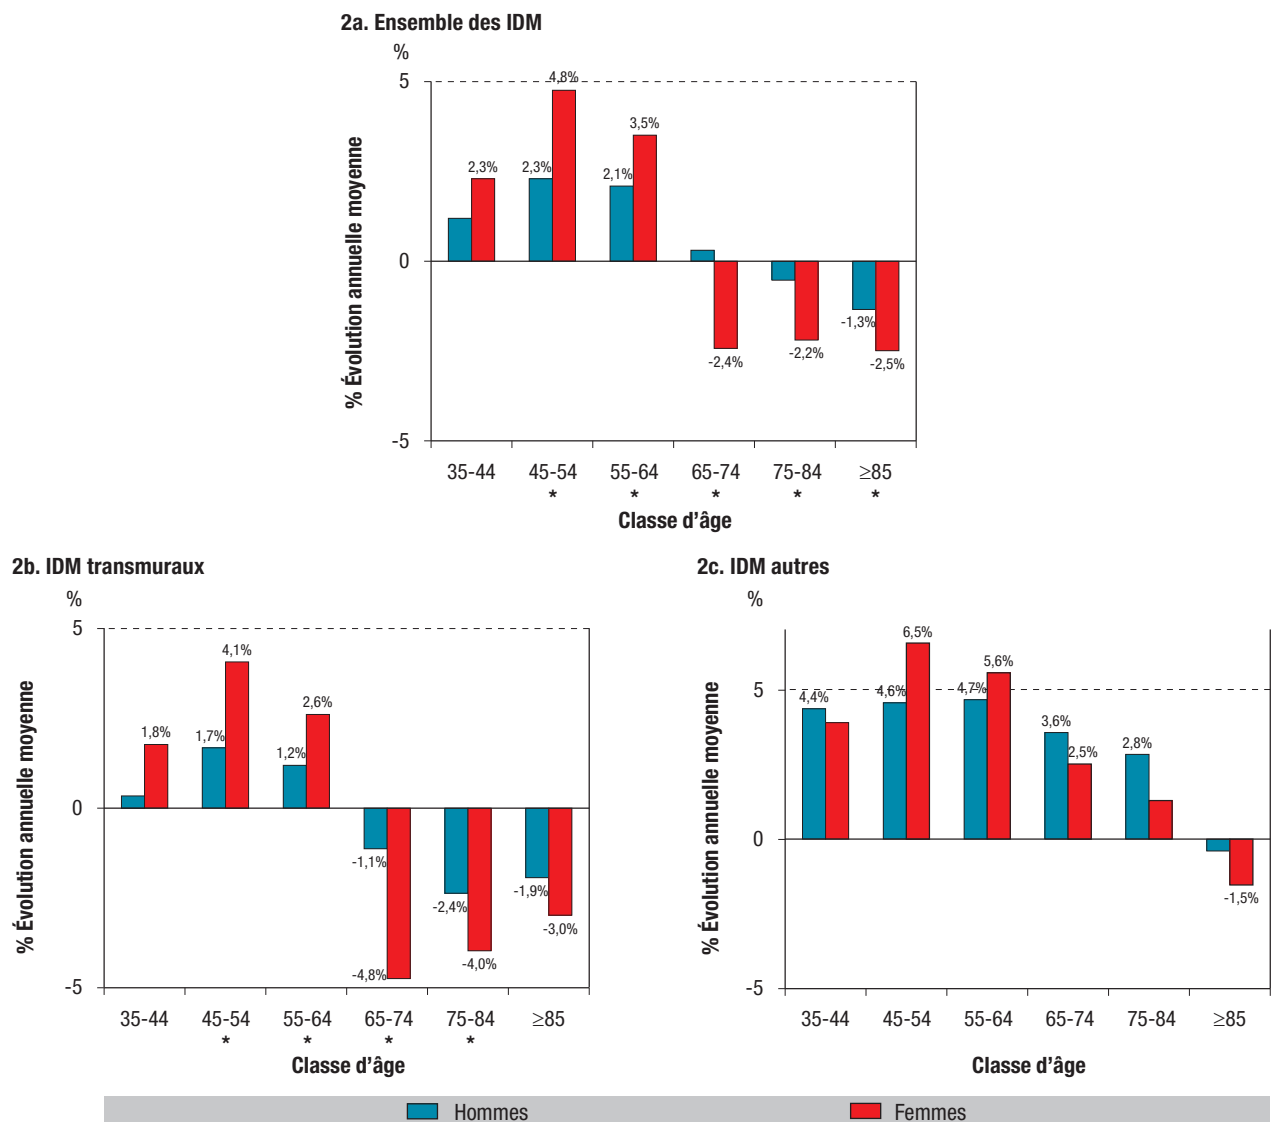 2a. Ensemble des IDM
%
% Évolution annuelle moyenne
5
0
-5
2,3%
2,3%
4,8%
2,1%
3,5%
-2,4%
-2,2%
-1,3%
-2,5%
35-44 45-54 55-64 65-74 75-84 ≥85
* * * * *
Classe d'âge
2b. IDM transmuraux
%
% Évolution annuelle moyenne
5
0
-5
1,8%
1,7%
4,1%
1,2%
2,6%
-1,1%
-4,8%
-2,4%
-4,0%
-1,9%
-3,0%
35-44 45-54 55-64 65-74 75-84 ≥85
* * * *
Classe d'âge
2c. IDM autres
%
% Évolution annuelle moyenne
5
0
-5
4,4%
4,6%
6,5%
4,7%
5,6%
3,6%
2,5%
2,8%
-1,5%
35-44 45-54 55-64 65-74 75-84 ≥85
Classe d'âge
Hommes Femmes